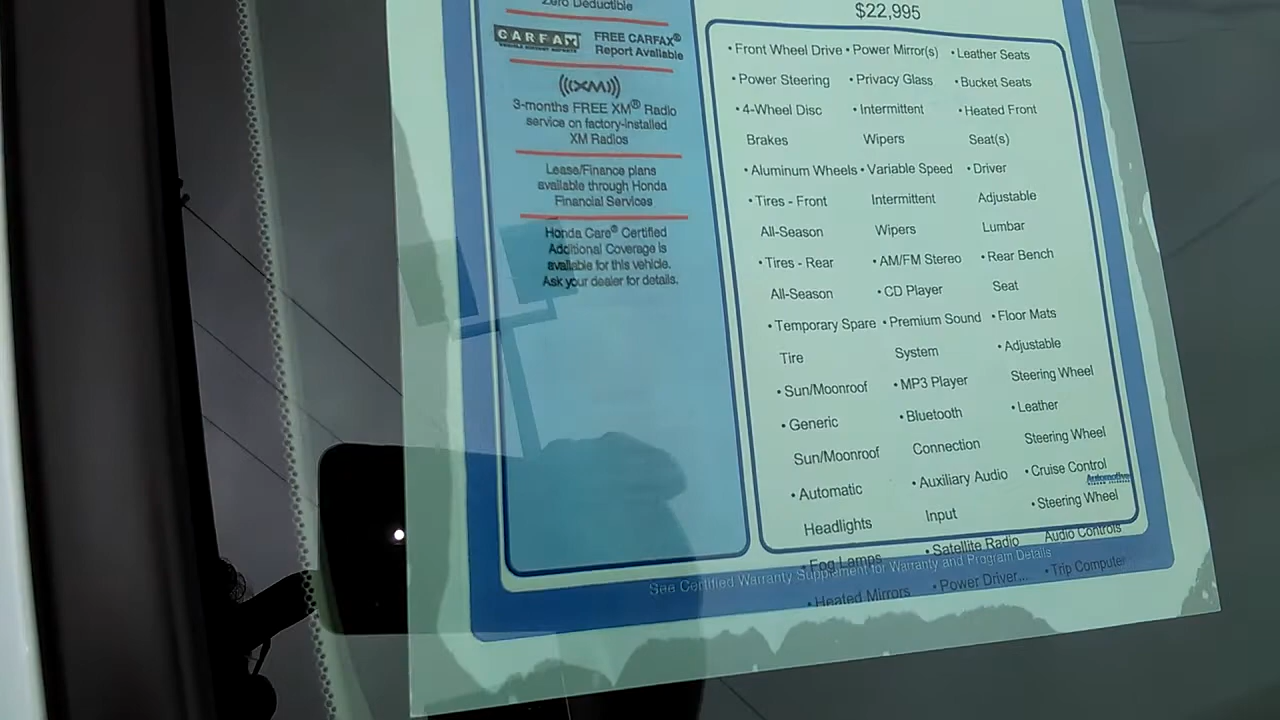 Zero Deductible
CARFAX
FREE CARFAX®
Report Available
((XM))
3-months FREE XM® Radio
service on factory-installed
XM Radios
Lease/Finance plans
available through Honda
Financial Services
Honda Care® Certified
Additional Coverage is
available for this vehicle.
Ask your dealer for details.
$22,995
• Front Wheel Drive
• Power Steering
• 4-Wheel Disc
Brakes
• Aluminum Wheels
• Tires - Front
All-Season
• Tires - Rear
All-Season
• Temporary Spare
Tire
• Sun/Moonroof
• Generic
Sun/Moonroof
• Automatic
Headlights
• Fog Lamps
• Heated Mirrors
• Power Mirror(s)
• Privacy Glass
• Intermittent
Wipers
• Variable Speed
Intermittent
Wipers
• AM/FM Stereo
• CD Player
• Premium Sound
System
• MP3 Player
• Bluetooth
Connection
• Auxiliary Audio
Input
• Satellite Radio
• Power Driver...
• Leather Seats
• Bucket Seats
• Heated Front
Seat(s)
• Driver
Adjustable
Lumbar
• Rear Bench
Seat
• Floor Mats
• Adjustable
Steering Wheel
• Leather
Steering Wheel
• Cruise Control
• Steering Wheel
Audio Controls
• Trip Computer
Automotive
See Certified Warranty Supplement for Warranty and Program Details